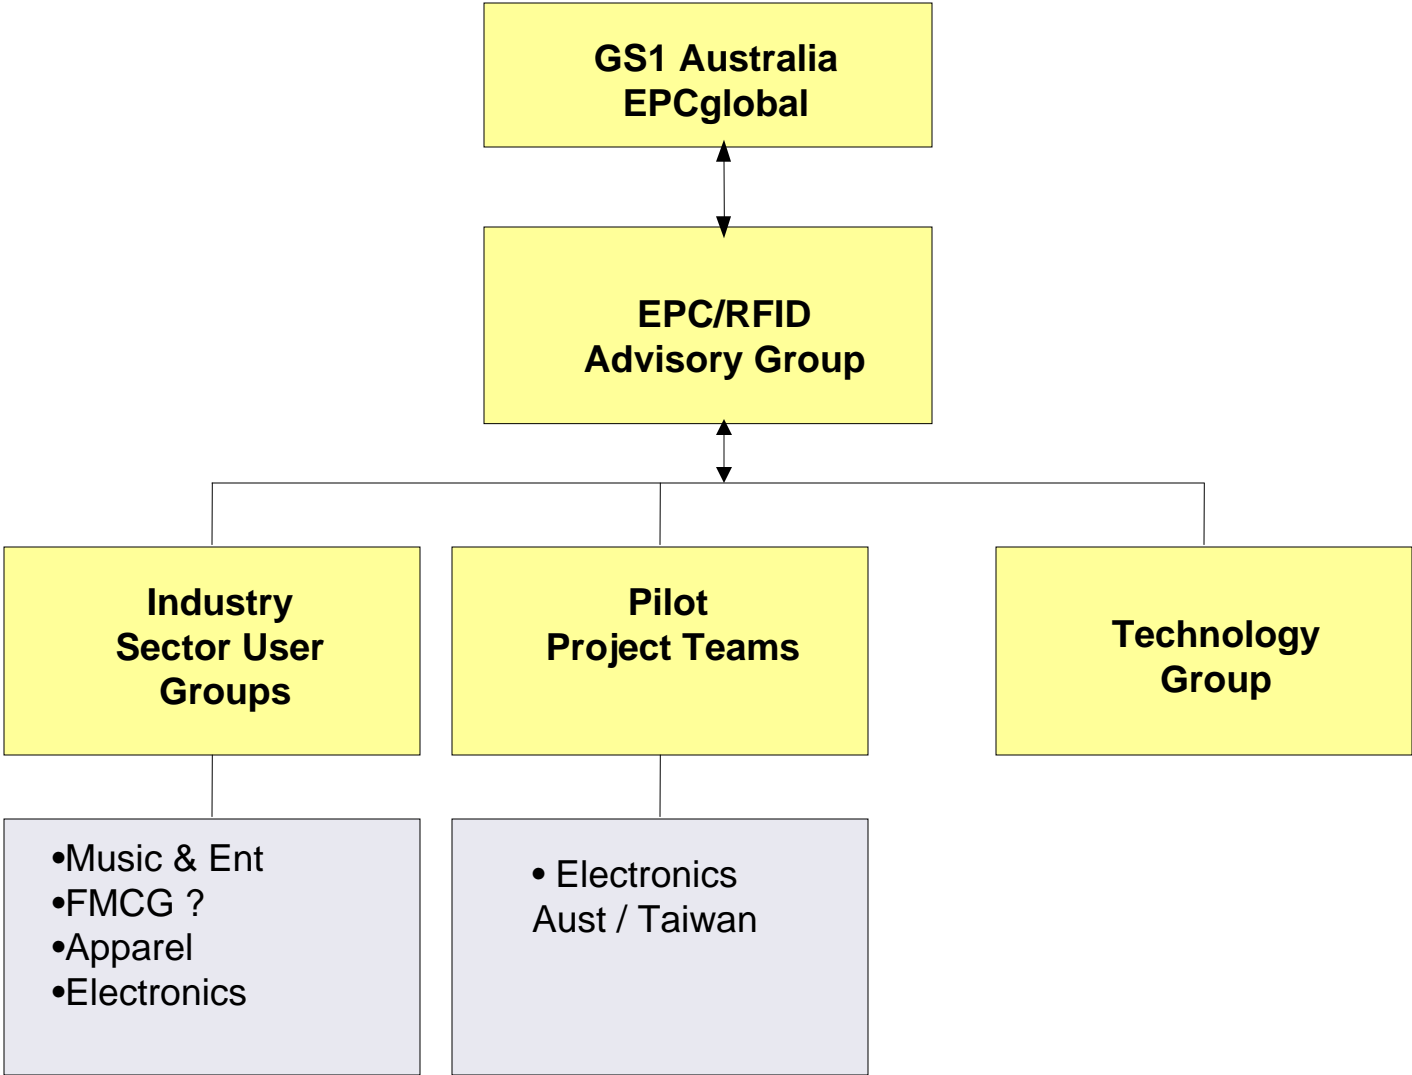 GS1 Australia
EPCglobal
EPC/RFID
Advisory Group
Industry
Sector User
Groups
Pilot
Project Teams
Technology
Group
•Music & Ent
•FMCG ?
•Apparel
•Electronics
• Electronics
Aust / Taiwan